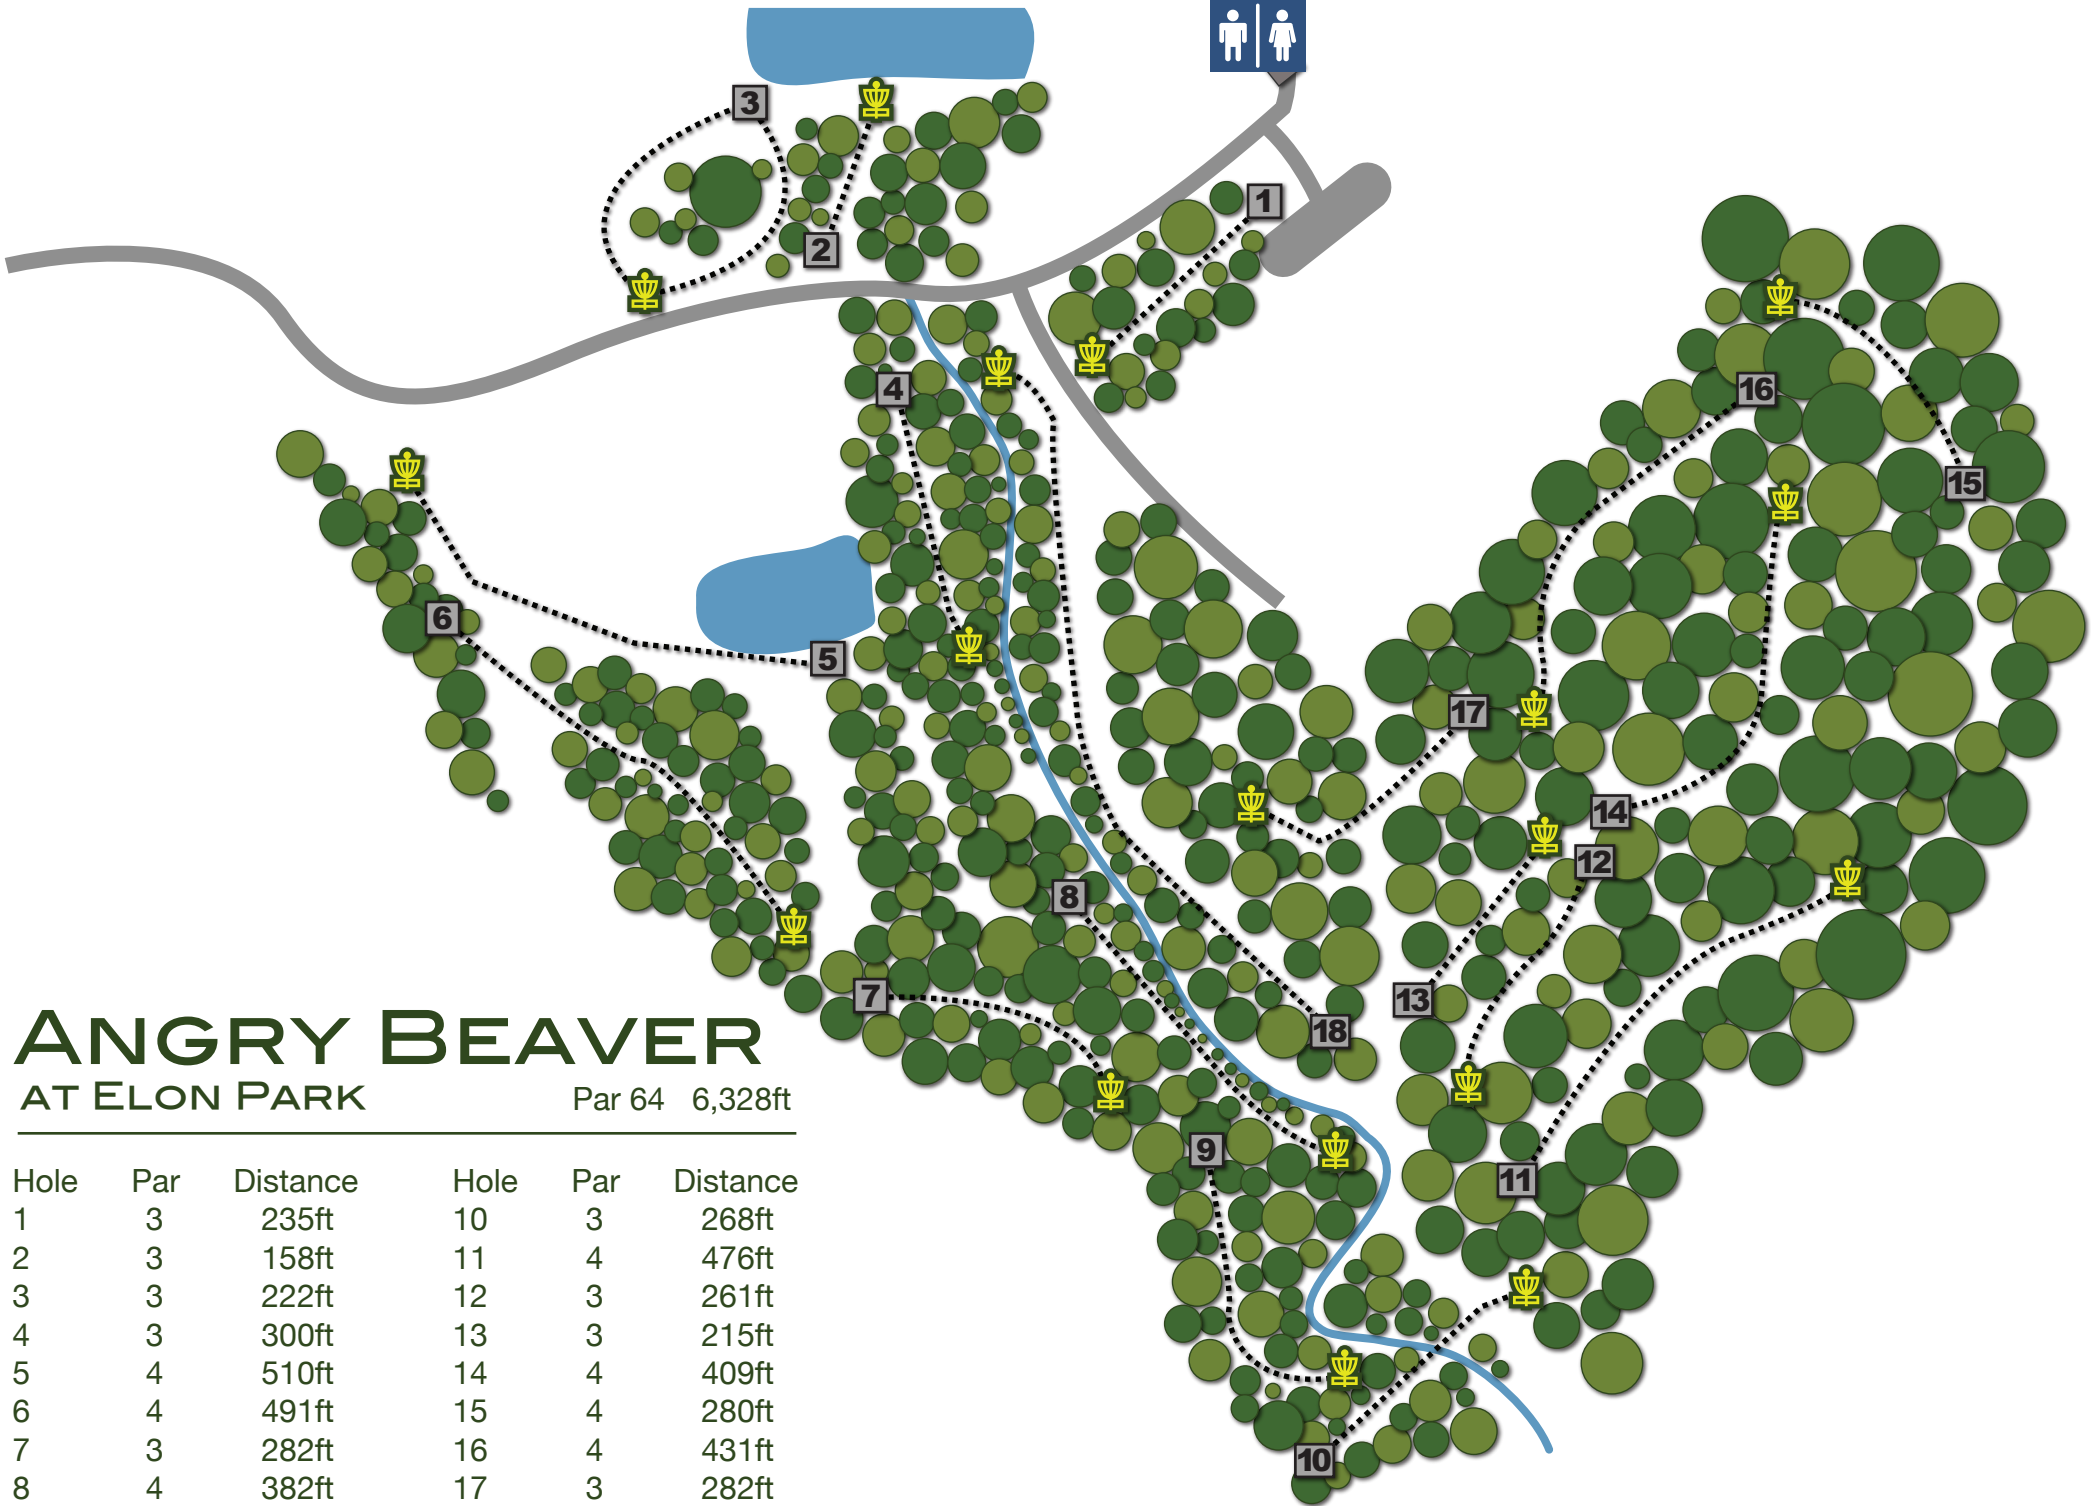 3
2
1
4
16
15
6
5
17
14
12
8
7
13
18
9
11
10
ANGRY BEAVER
AT ELON PARK Par 64 6,328ft
Hole Par Distance Hole Par Distance
1 3 235ft 10 3 268ft
2 3 158ft 11 4 476ft
3 3 222ft 12 3 261ft
4 3 300ft 13 3 215ft
5 4 510ft 14 4 409ft
6 4 491ft 15 4 280ft
7 3 282ft 16 4 431ft
8 4 382ft 17 3 282ft